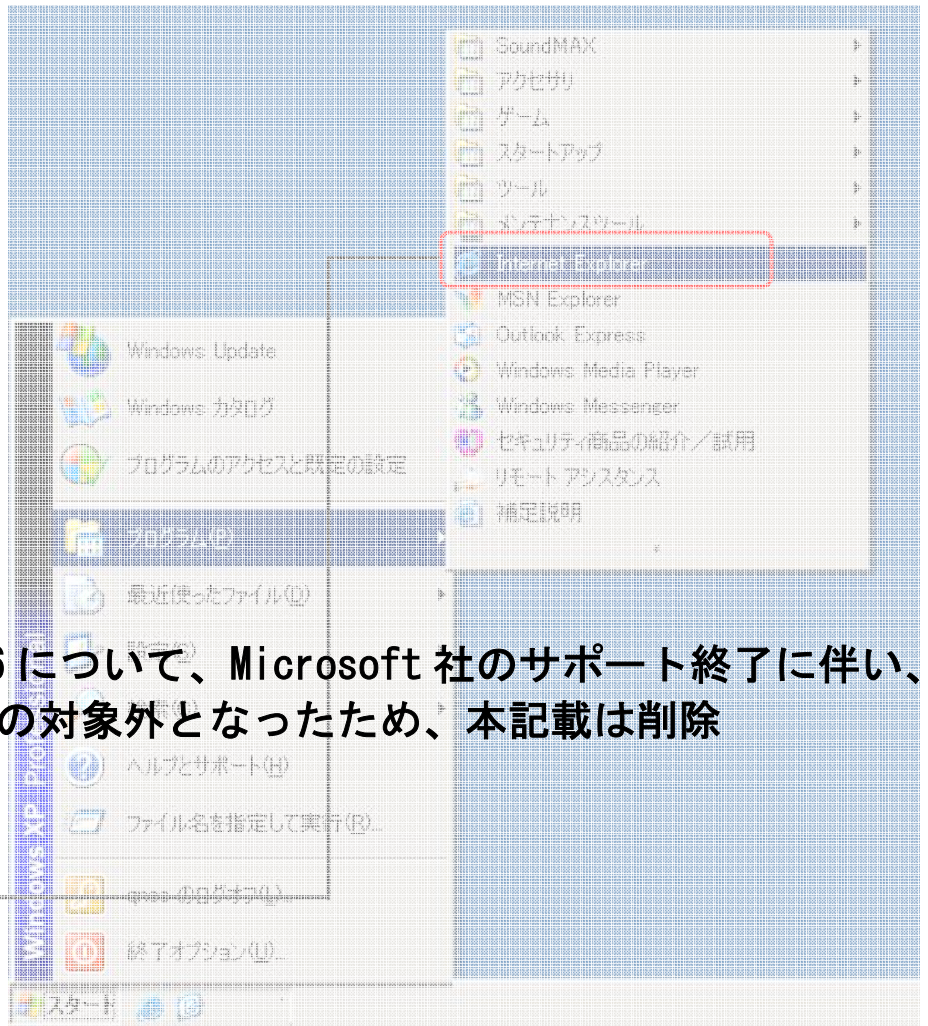 SoundMAX
アクセサリ
ゲーム
スタートアップ
ツール
メンテナンスツール
Internet Explorer
MSN Explorer
Outlook Express
Windows Media Player
Windows Messenger
セキュリティ商品の紹介／試用
リモート アシスタンス
補足説明
Windows Update
Windows カタログ
プログラムのアクセスと既定の設定
プログラム(P)
最近使ったファイル(D)
設定(S)
6 について、Microsoft 社のサポート終了に伴い、
の対象外となったため、本記載は削除
ヘルプとサポート(H)
ファイル名を指定して実行(R)...
のログオフ(L)...
終了オプション(U)...
Windows XP Professional
スタート